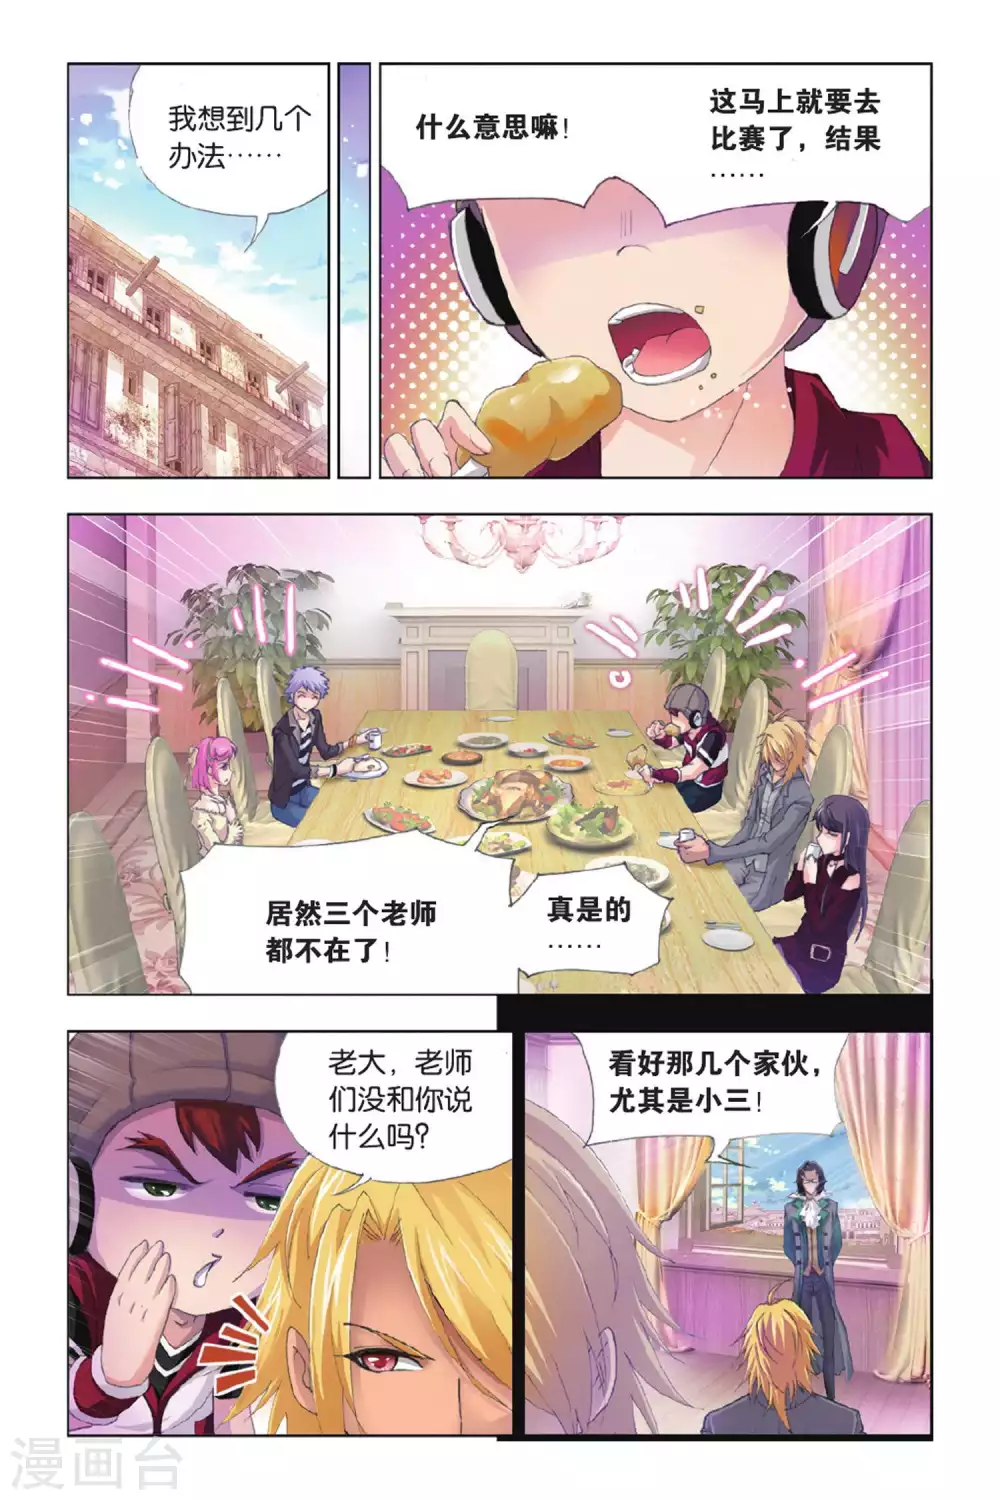 我想到几个
办法……
什么意思嘛！
这马上就要去
比赛了，结果
……
居然三个老师
都不在了！
真是的
……
老大，老师
们没和你说
什么吗？
看好那几个家伙，
尤其是小三！
漫画台